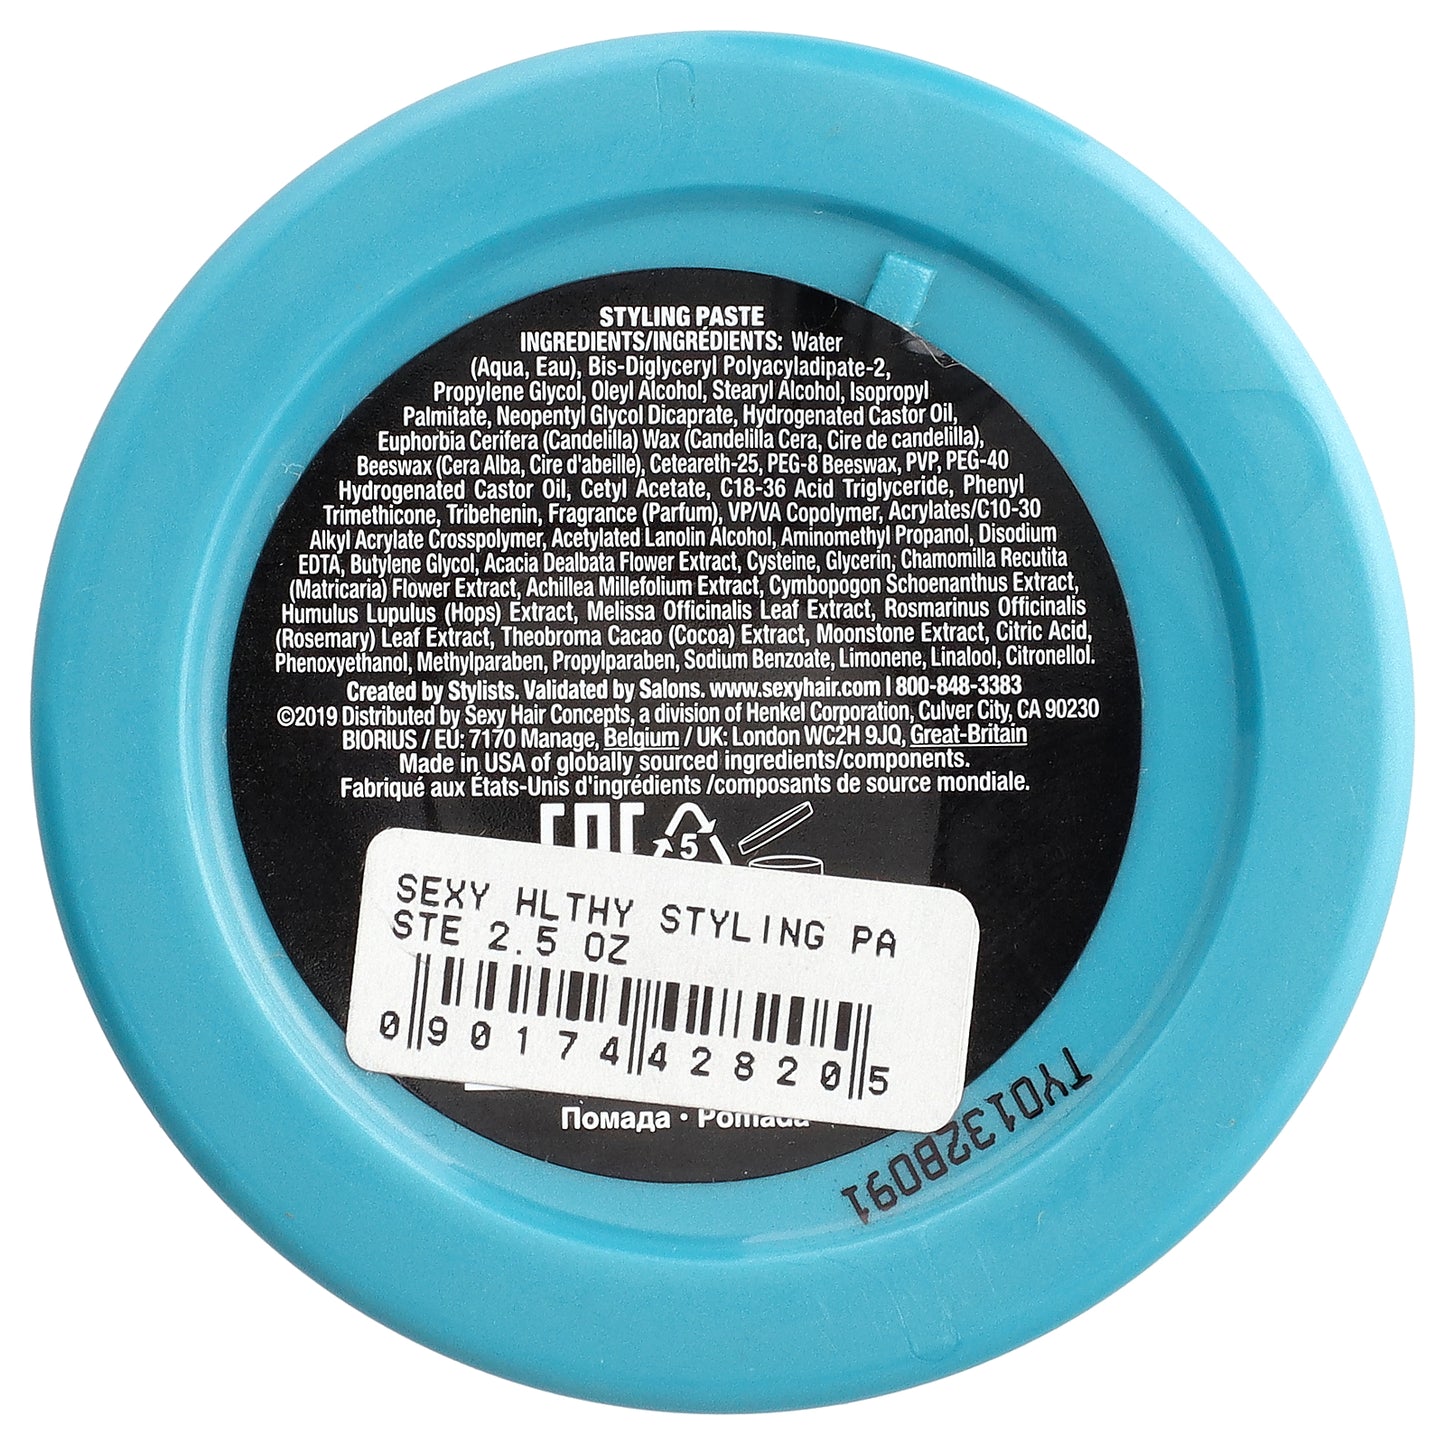 STYLING PASTE
INGREDIENTS/INGRÉDIENTS: Water
(Aqua, Eau), Bis-Diglyceryl Polyacyladipate-2,
Propylene Glycol, Oleyl Alcohol, Stearyl Alcohol, Isopropyl
Palmitate, Neopentyl Glycol Dicaprate, Hydrogenated Castor Oil,
Euphorbia Cerifera (Candelilla) Wax (Candelilla Cera, Cire de candelilla),
Beeswax (Cera Alba, Cire d'abeille), Ceteareth-25, PEG-8 Beeswax, PVP, PEG-40
Hydrogenated Castor Oil, Cetyl Acetate, C18-36 Acid Triglyceride, Phenyl
Trimethicone, Tribehenin, Fragrance (Parfum), VP/VA Copolymer, Acrylates/C10-30
Alkyl Acrylate Crosspolymer, Acetylated Lanolin Alcohol, Aminomethyl Propanol, Disodium
EDTA, Butylene Glycol, Acacia Dealbata Flower Extract, Cysteine, Glycerin, Chamomilla Recutita
(Matricaria) Flower Extract, Achillea Millefolium Extract, Cymbopogon Schoenanthus Extract,
Humulus Lupulus (Hops) Extract, Melissa Officinalis Leaf Extract, Rosmarinus Officinalis
(Rosemary) Leaf Extract, Theobroma Cacao (Cocoa) Extract, Moonstone Extract, Citric Acid,
Phenoxyethanol, Methylparaben, Propylparaben, Sodium Benzoate, Limonene, Linalool, Citronellol.
Created by Stylists. Validated by Salons. www.sexyhair.com | 800-848-3383
©2019 Distributed by Sexy Hair Concepts, a division of Henkel Corporation, Culver City, CA 90230
BIORIUS / EU: 7170 Manage, Belgium / UK: London WC2H 9JQ, Great-Britain
Made in USA of globally sourced ingredients/components.
Fabriqué aux États-Unis d'ingrédients /composants de source mondiale.
5
SEXY HLTHY STYLING PA
STE 2.5 OZ
0 90174 42820 5
Помада · Pomada
TY0132B091